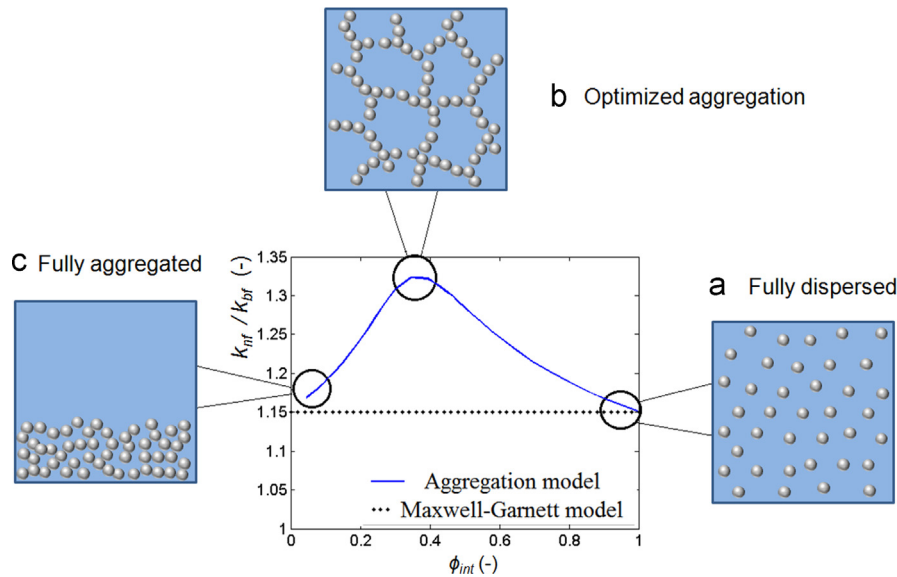 b Optimized aggregation
c Fully aggregated
a Fully dispersed
k_nf / k_bf (-)
1.35
1.3
1.25
1.2
1.15
1.1
1.05
1
0 0.2 0.4 0.6 0.8 1
ϕ_int (-)
Aggregation model
Maxwell-Garnett model